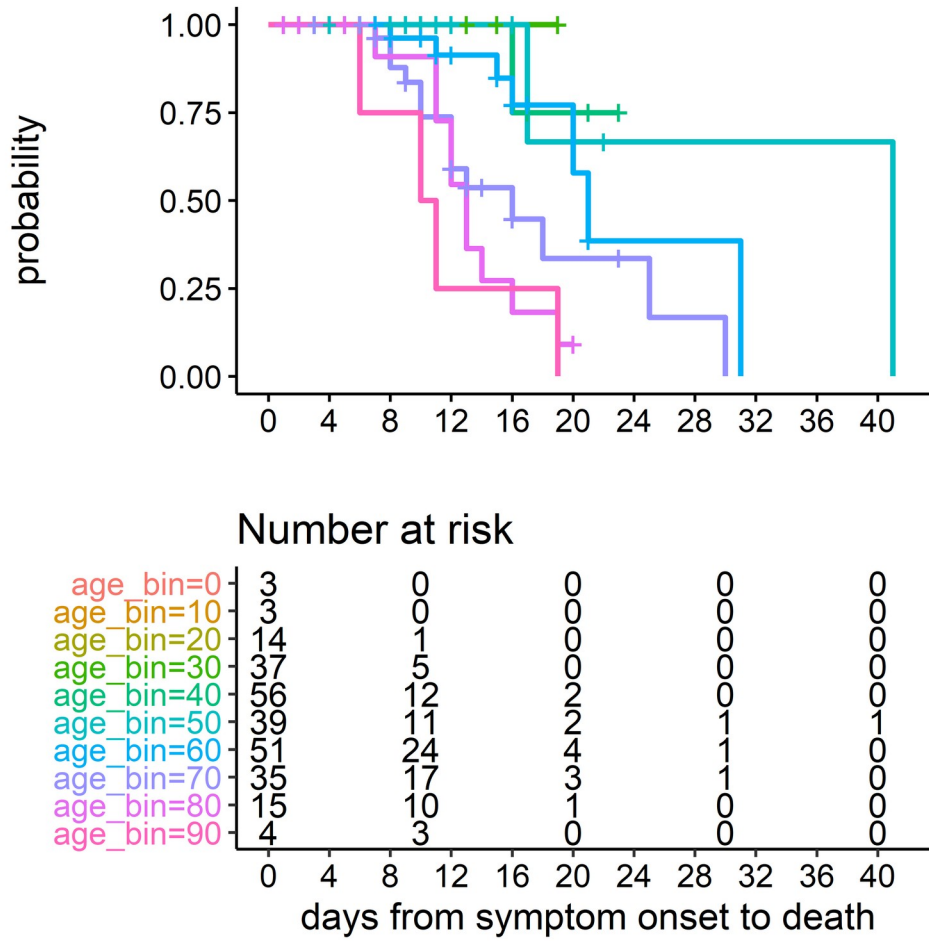 1.00
0.75
probability
0.50
0.25
0.00
0 4 8 12 16 20 24 28 32 36 40
Number at risk
age_bin=0 3 0 0 0 0
age_bin=10 3 0 0 0 0
age_bin=20 14 1 0 0 0
age_bin=30 37 5 0 0 0
age_bin=40 56 12 2 0 0
age_bin=50 39 11 2 1 1
age_bin=60 51 24 4 1 0
age_bin=70 35 17 3 1 0
age_bin=80 15 10 1 0 0
age_bin=90 4 3 0 0 0
0 4 8 12 16 20 24 28 32 36 40
days from symptom onset to death